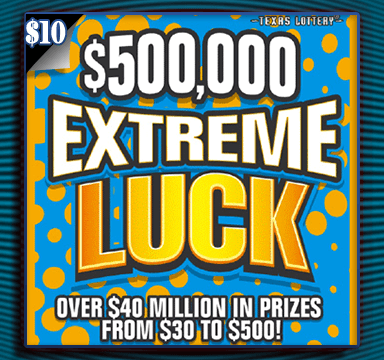 $10
-TEXAS LOTTERY-
$500,000
EXTREME
LUCK
OVER $40 MILLION IN PRIZES
FROM $30 TO $500!